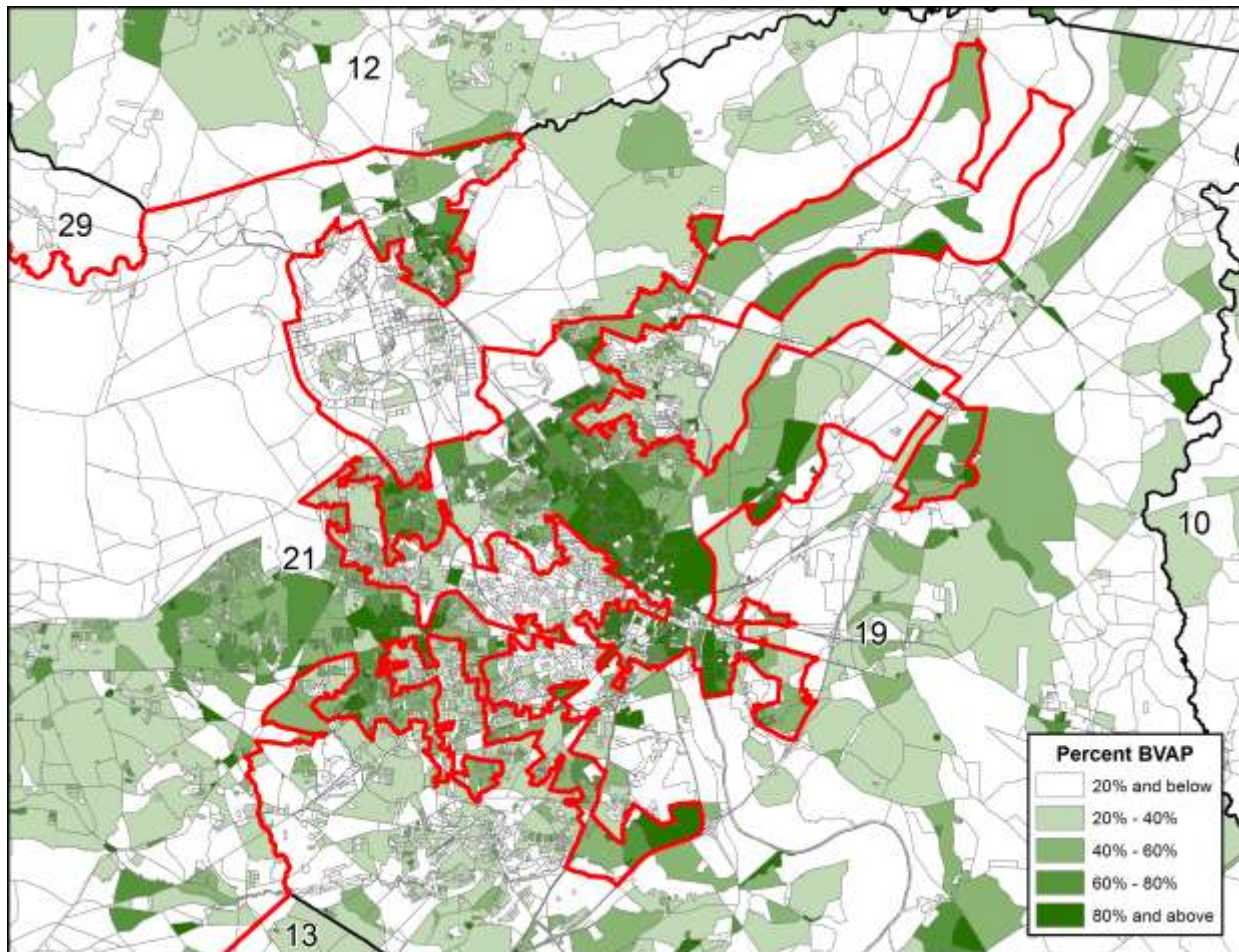 12
29
10
21
19
13
Percent BVAP
20% and below
20% - 40%
40% - 60%
60% - 80%
80% and above